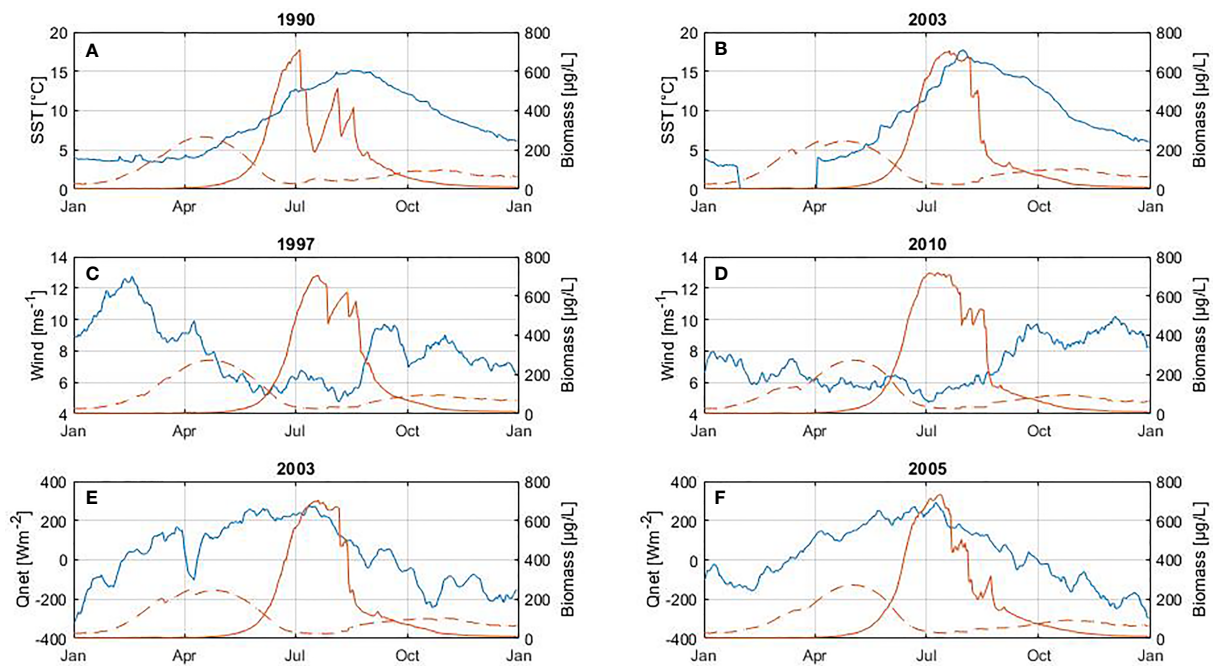 1990
2003
A
B
SST [°C]
20
15
10
5
0
800
600
400
200
0
Biomass [µg/L]
Jan Apr Jul Oct Jan
SST [°C]
20
15
10
5
0
800
600
400
200
0
Biomass [µg/L]
Jan Apr Jul Oct Jan
1997
2010
C
D
Wind [ms-1]
14
12
10
8
6
4
800
600
400
200
0
Biomass [µg/L]
Jan Apr Jul Oct Jan
Wind [ms-1]
14
12
10
8
6
4
800
600
400
200
0
Biomass [µg/L]
Jan Apr Jul Oct Jan
2003
2005
E
F
Qnet [Wm-2]
400
200
0
-200
-400
800
600
400
200
0
Biomass [µg/L]
Jan Apr Jul Oct Jan
Qnet [Wm-2]
400
200
0
-200
-400
800
600
400
200
0
Biomass [µg/L]
Jan Apr Jul Oct Jan